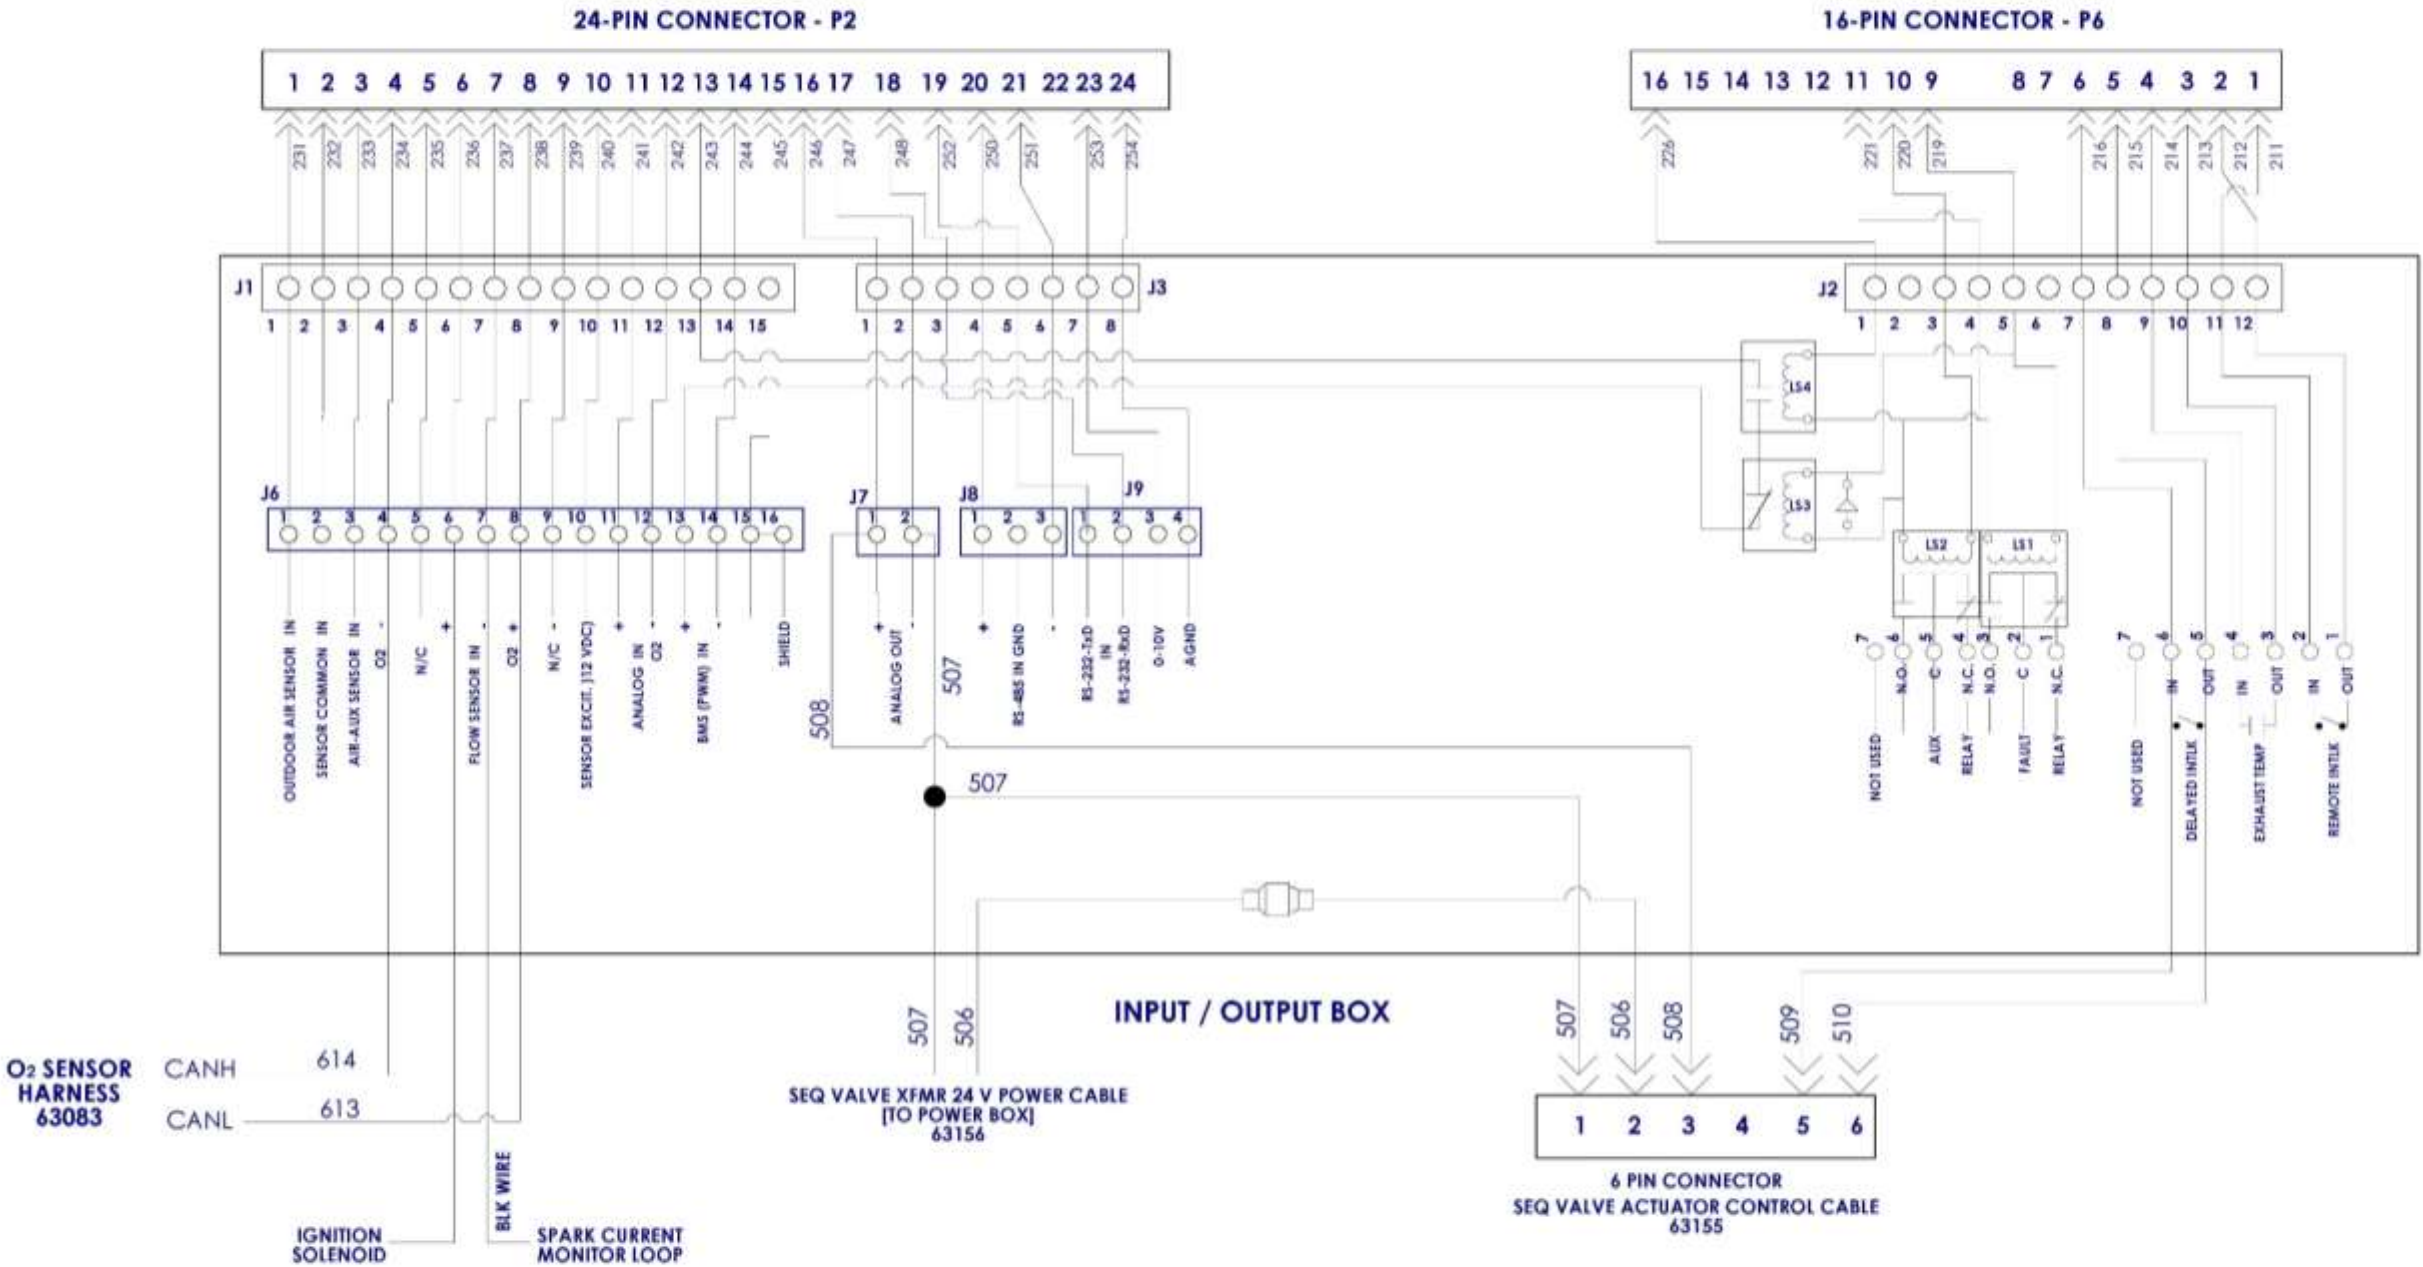 24-PIN CONNECTOR - P2
16-PIN CONNECTOR - P6
1 2 3 4 5 6 7 8 9 10 11 12 13 14 15 16 17 18 19 20 21 22 23 24
16 15 14 13 12 11 10 9 8 7 6 5 4 3 2 1
231 232 233 234 235 236 237 238 239 240 241 242 243 244 245 246 247 248 252 250 251 253 254
226 221 220 219 216 215 214 213 212 211
J1
J3
J2
1 2 3 4 5 6 7 8 9 10 11 12 13 14 15
1 2 3 4 5 6 7 8
1 2 3 4 5 6 7 8 9 10 11 12
LS4
LS3
LS2
LS1
J6
J7
J8
J9
1 2 3 4 5 6 7 8 9 10 11 12 13 14 15 16
1 2
1 2 3
1 2 3 4
OUTDOOR AIR SENSOR IN
SENSOR COMMON IN
AIR-AUX SENSOR IN
O2 -
N/C
+
FLOW SENSOR IN -
O2 +
N/C -
SENSOR EXCIT. [12 VDC)
+
ANALOG IN
O2 -
+
BMS (PWM) IN
-
SHIELD
+
ANALOG OUT
-
507
508
+
RS-485 IN GND
-
RS-232-TxD
IN
RS-232-RxD
0-10V
AGND
7 6 5 4 3 2 1
N.O. C N.C. N.O. C N.C.
NOT USED
AUX
RELAY
FAULT
RELAY
7 6 5 4 3 2 1
IN OUT IN OUT IN OUT
NOT USED
DELAYED INTLK
EXHAUST TEMP
REMOTE INTLK
507
INPUT / OUTPUT BOX
507
506
507
506
508
509
510
O2 SENSOR
HARNESS
63083
CANH
614
CANL
613
SEQ VALVE XFMR 24 V POWER CABLE
[TO POWER BOX]
63156
1 2 3 4 5 6
6 PIN CONNECTOR
SEQ VALVE ACTUATOR CONTROL CABLE
63155
BLK WIRE
IGNITION
SOLENOID
SPARK CURRENT
MONITOR LOOP